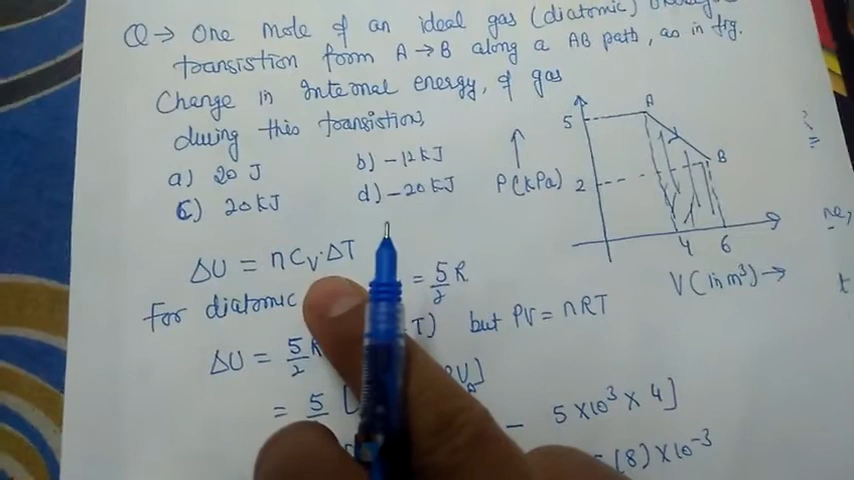 Q → One mole of an ideal gas (diatomic)
transistion form A → B along a AB path, as in fig.
Change in Internal energy, of gas
during this transistion,
a) 20 J
b) -12 kJ
c) 20 kJ
d) -20 kJ
5
A
B
2
P(kPa)
4
6
V(in m³) →
ΔU = nCv·ΔT
for diatomic
= 5/2 R
ΔU = 5/2 R
T)
but PV = nRT
= 5
- 5×10³×4]
(8) × 10⁻³